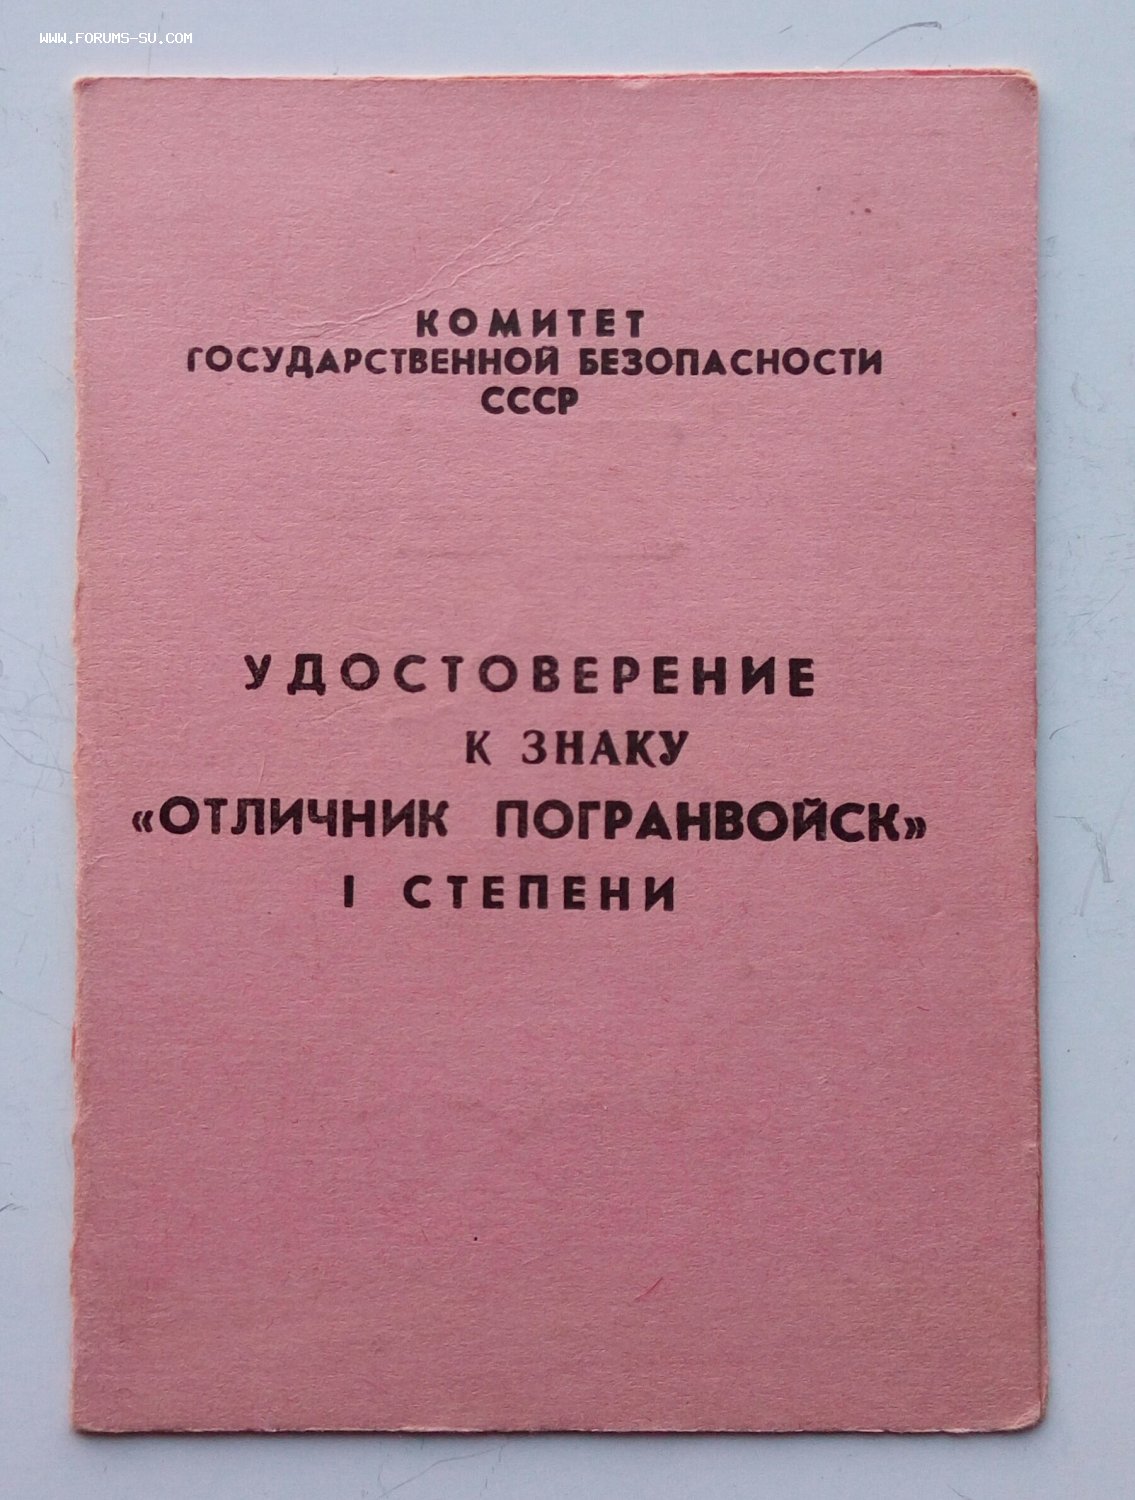 WWW.FORUMS-SU.COM
КОМИТЕТ
ГОСУДАРСТВЕННОЙ БЕЗОПАСНОСТИ
СССР
УДОСТОВЕРЕНИЕ
К ЗНАКУ
«ОТЛИЧНИК ПОГРАНВОЙСК»
I СТЕПЕНИ